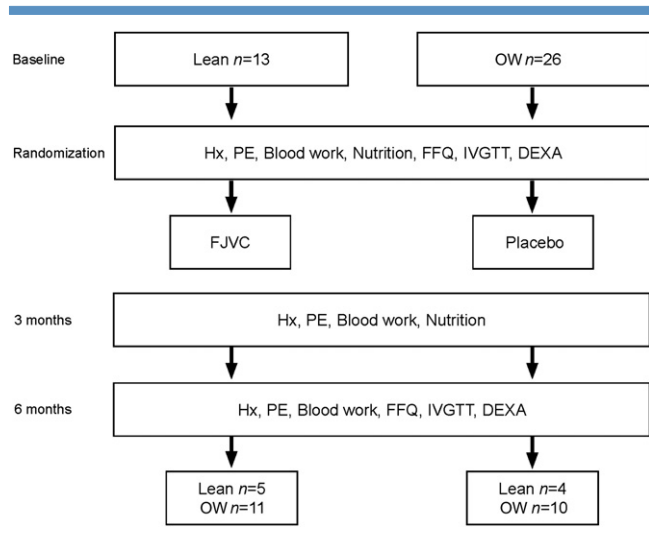 Baseline
Lean n=13
OW n=26
Randomization
Hx, PE, Blood work, Nutrition, FFQ, IVGTT, DEXA
FJVC
Placebo
3 months
Hx, PE, Blood work, Nutrition
6 months
Hx, PE, Blood work, FFQ, IVGTT, DEXA
Lean n=5
OW n=11
Lean n=4
OW n=10